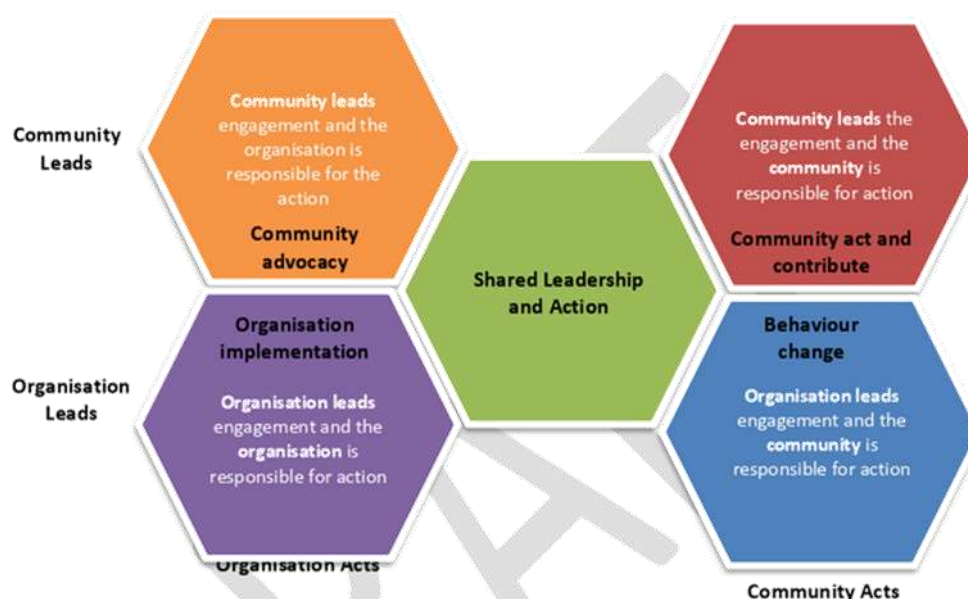 Community
Leads
Community leads
engagement and the
organisation is
responsible for the
action
Community
advocacy
Community leads the
engagement and the
community is
responsible for action
Community act and
contribute
Shared Leadership
and Action
Organisation
Leads
Organisation
implementation
Organisation leads
engagement and the
organisation is
responsible for action
Behaviour
change
Organisation leads
engagement and the
community is
responsible for action
Organisation Acts
Community Acts